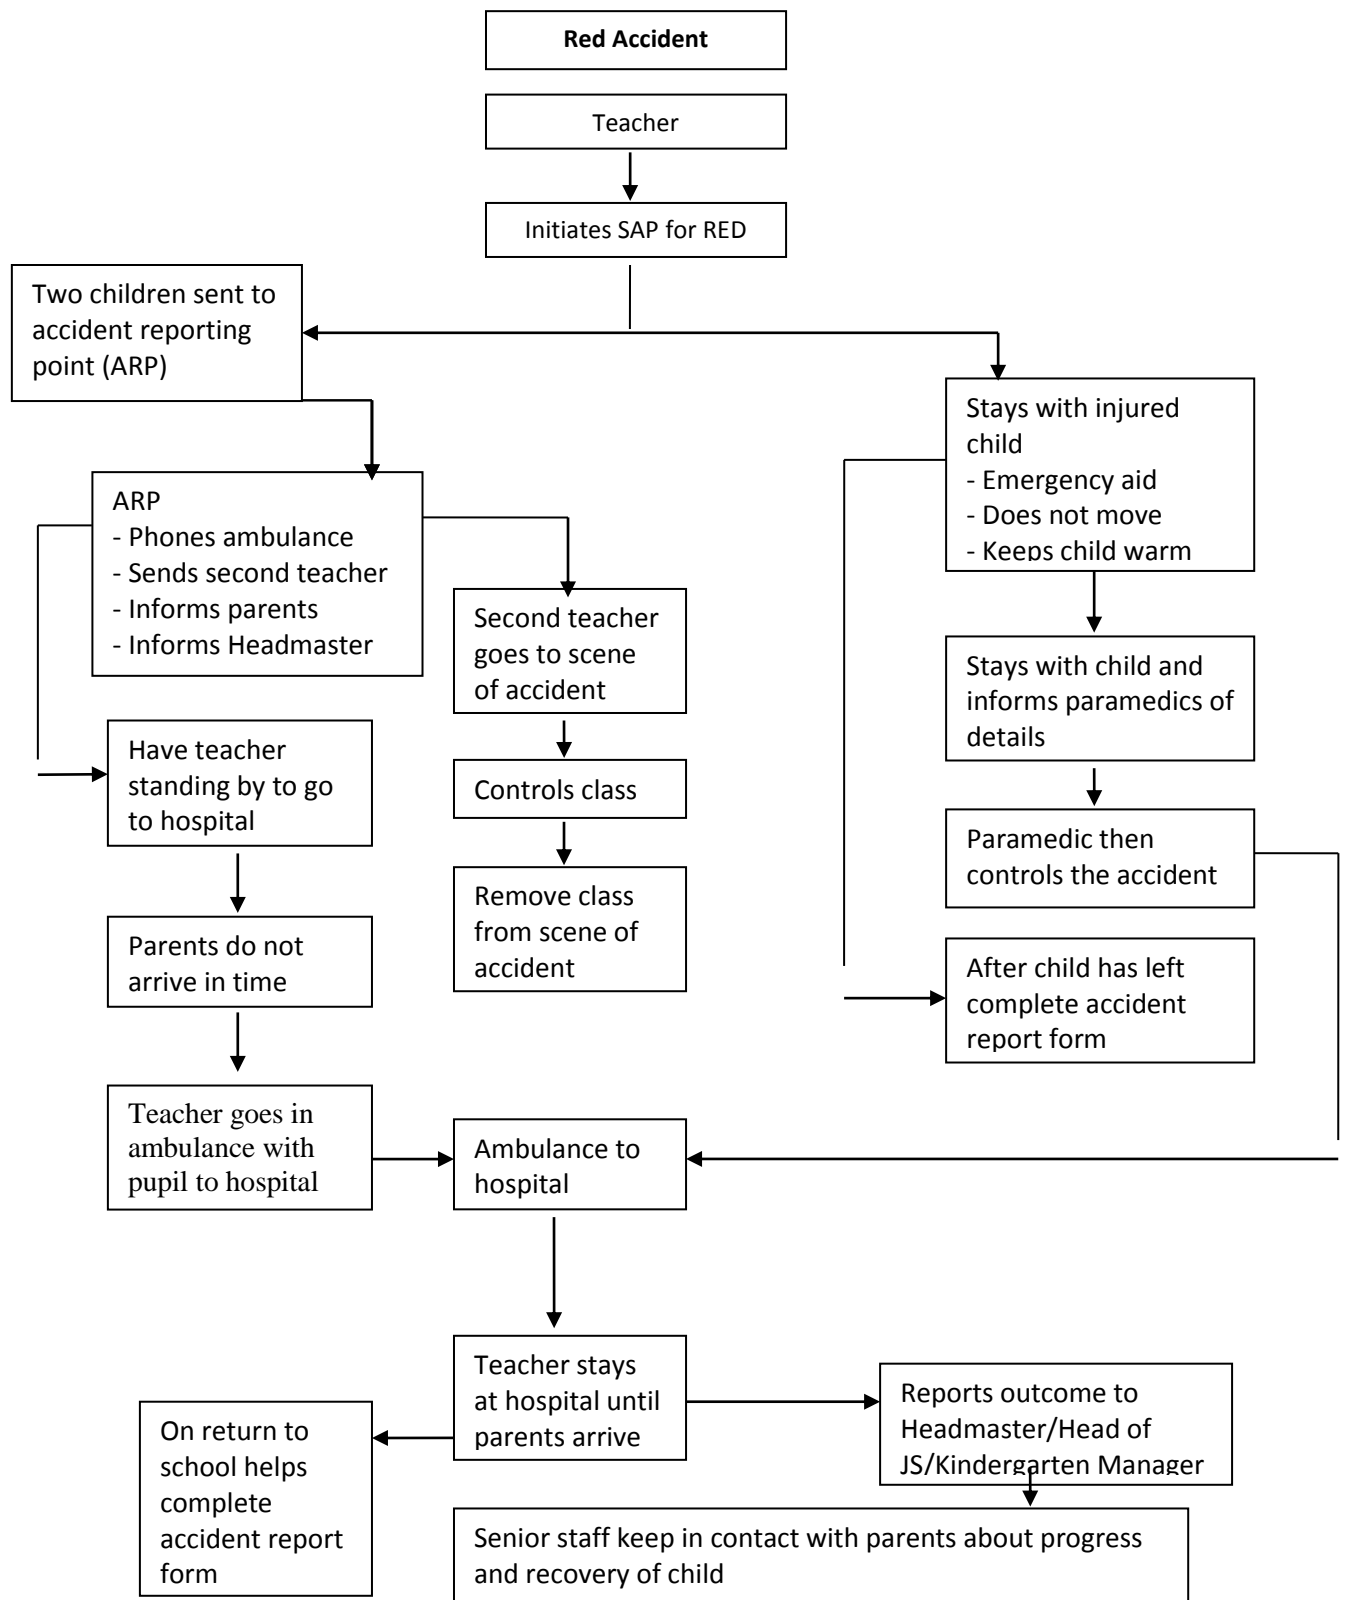 Red Accident
Teacher
Initiates SAP for RED
Two children sent to
accident reporting
point (ARP)
Stays with injured
child
- Emergency aid
- Does not move
- Keeps child warm
ARP
- Phones ambulance
- Sends second teacher
- Informs parents
- Informs Headmaster
Second teacher
goes to scene
of accident
Stays with child and
informs paramedics of
details
Have teacher
standing by to go
to hospital
Controls class
Paramedic then
controls the accident
Remove class
from scene of
accident
Parents do not
arrive in time
After child has left
complete accident
report form
Teacher goes in
ambulance with
pupil to hospital
Ambulance to
hospital
Teacher stays
at hospital until
parents arrive
Reports outcome to
Headmaster/Head of
JS/Kindergarten Manager
On return to
school helps
complete
accident report
form
Senior staff keep in contact with parents about progress
and recovery of child